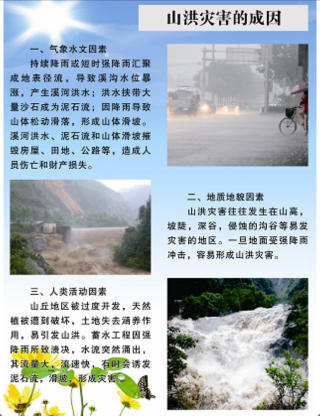 山洪灾害的成因
一、气象水文因素
持续降雨或短时强降雨汇聚
成地表径流，导致溪沟水位暴
涨，产生溪河洪水；洪水挟带大
量沙石成为泥石流；因降雨导致
山体松动滑落，形成山体滑坡。
溪河洪水、泥石流和山体滑坡摧
毁房屋、田地、公路等，造成人
员伤亡和财产损失。
二、地质地貌因素
山洪灾害往往发生在山高，
坡陡，深谷，侵蚀的沟谷等易发
灾害的地区。一旦地面受强降雨
冲击，容易形成山洪灾害。
三、人类活动因素
山丘地区被过度开发，天然
植被遭到破坏，土地失去涵养作
用，易引发山洪。蓄水工程因强
降雨所致溃决，水流突然涌出，
其流量大，流速快，有时会诱发
泥石流，滑坡，形成灾害。